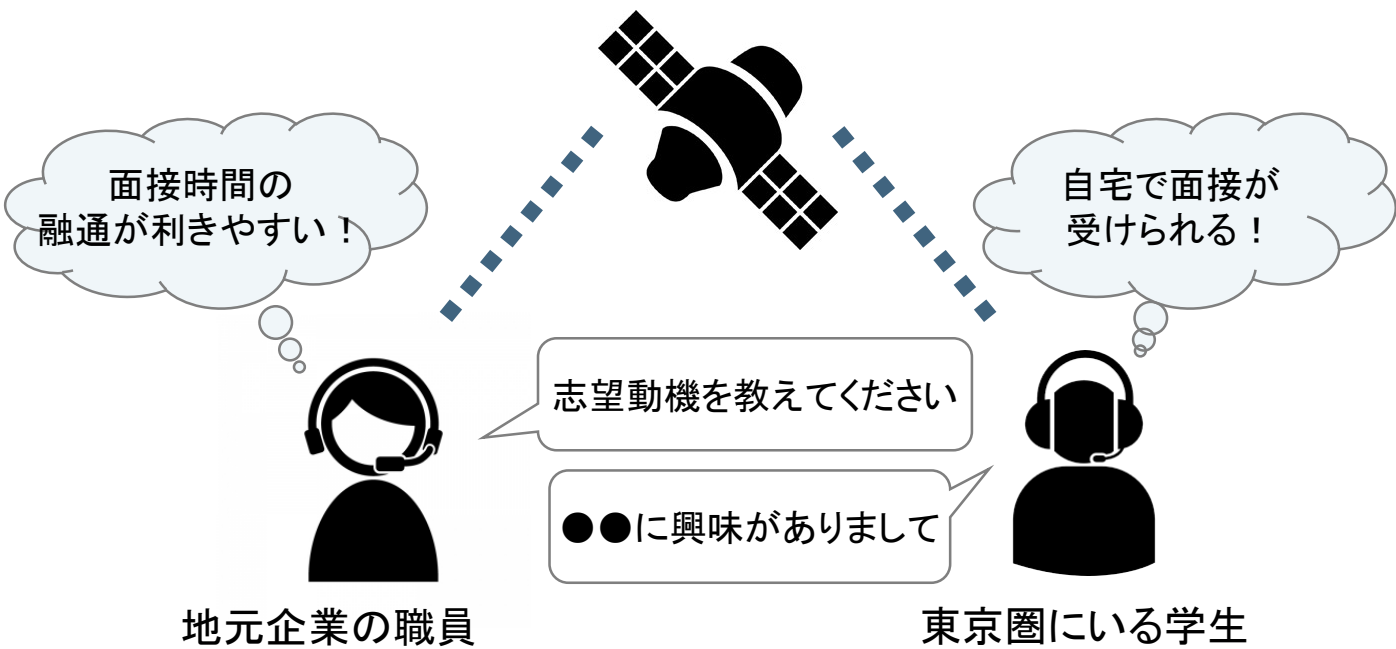 面接時間の
融通が利きやすい！
自宅で面接が
受けられる！
志望動機を教えてください
●●に興味がありまして
地元企業の職員
東京圏にいる学生